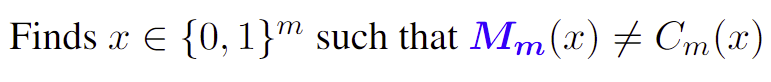 Finds x ∈ {0, 1}^m such that M_m(x) ≠ C_m(x)